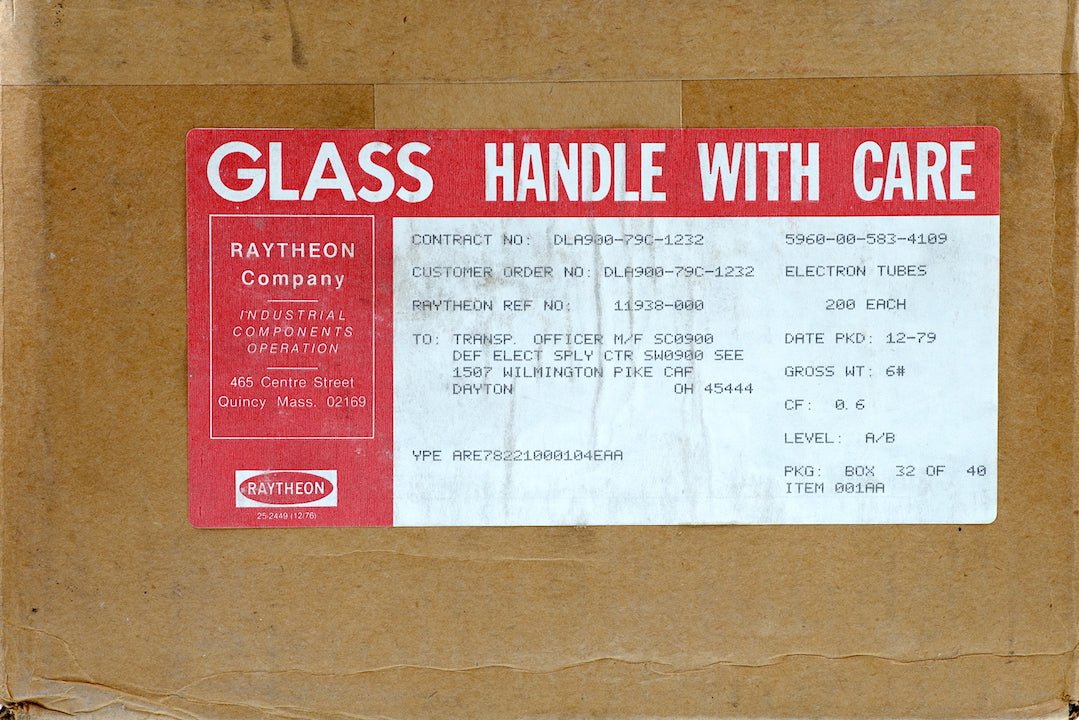 GLASS HANDLE WITH CARE
RAYTHEON
Company
INDUSTRIAL
COMPONENTS
OPERATION
465 Centre Street
Quincy Mass. 02169
RAYTHEON
25-2449 (12/76)
CONTRACT NO: DLA900-79C-1232
CUSTOMER ORDER NO: DLA900-79C-1232
RAYTHEON REF NO: 11938-000
TO: TRANSP. OFFICER M/F SC0900
DEF ELECT SPLY CTR SW0900 SEE
1507 WILMINGTON PIKE CAF
DAYTON OH 45444
YPE ARE78221000104EAA
5960-00-583-4109
ELECTRON TUBES
200 EACH
DATE PKD: 12-79
GROSS WT: 6#
CF: 0.6
LEVEL: A/B
PKG: BOX 32 OF 40
ITEM 001AA